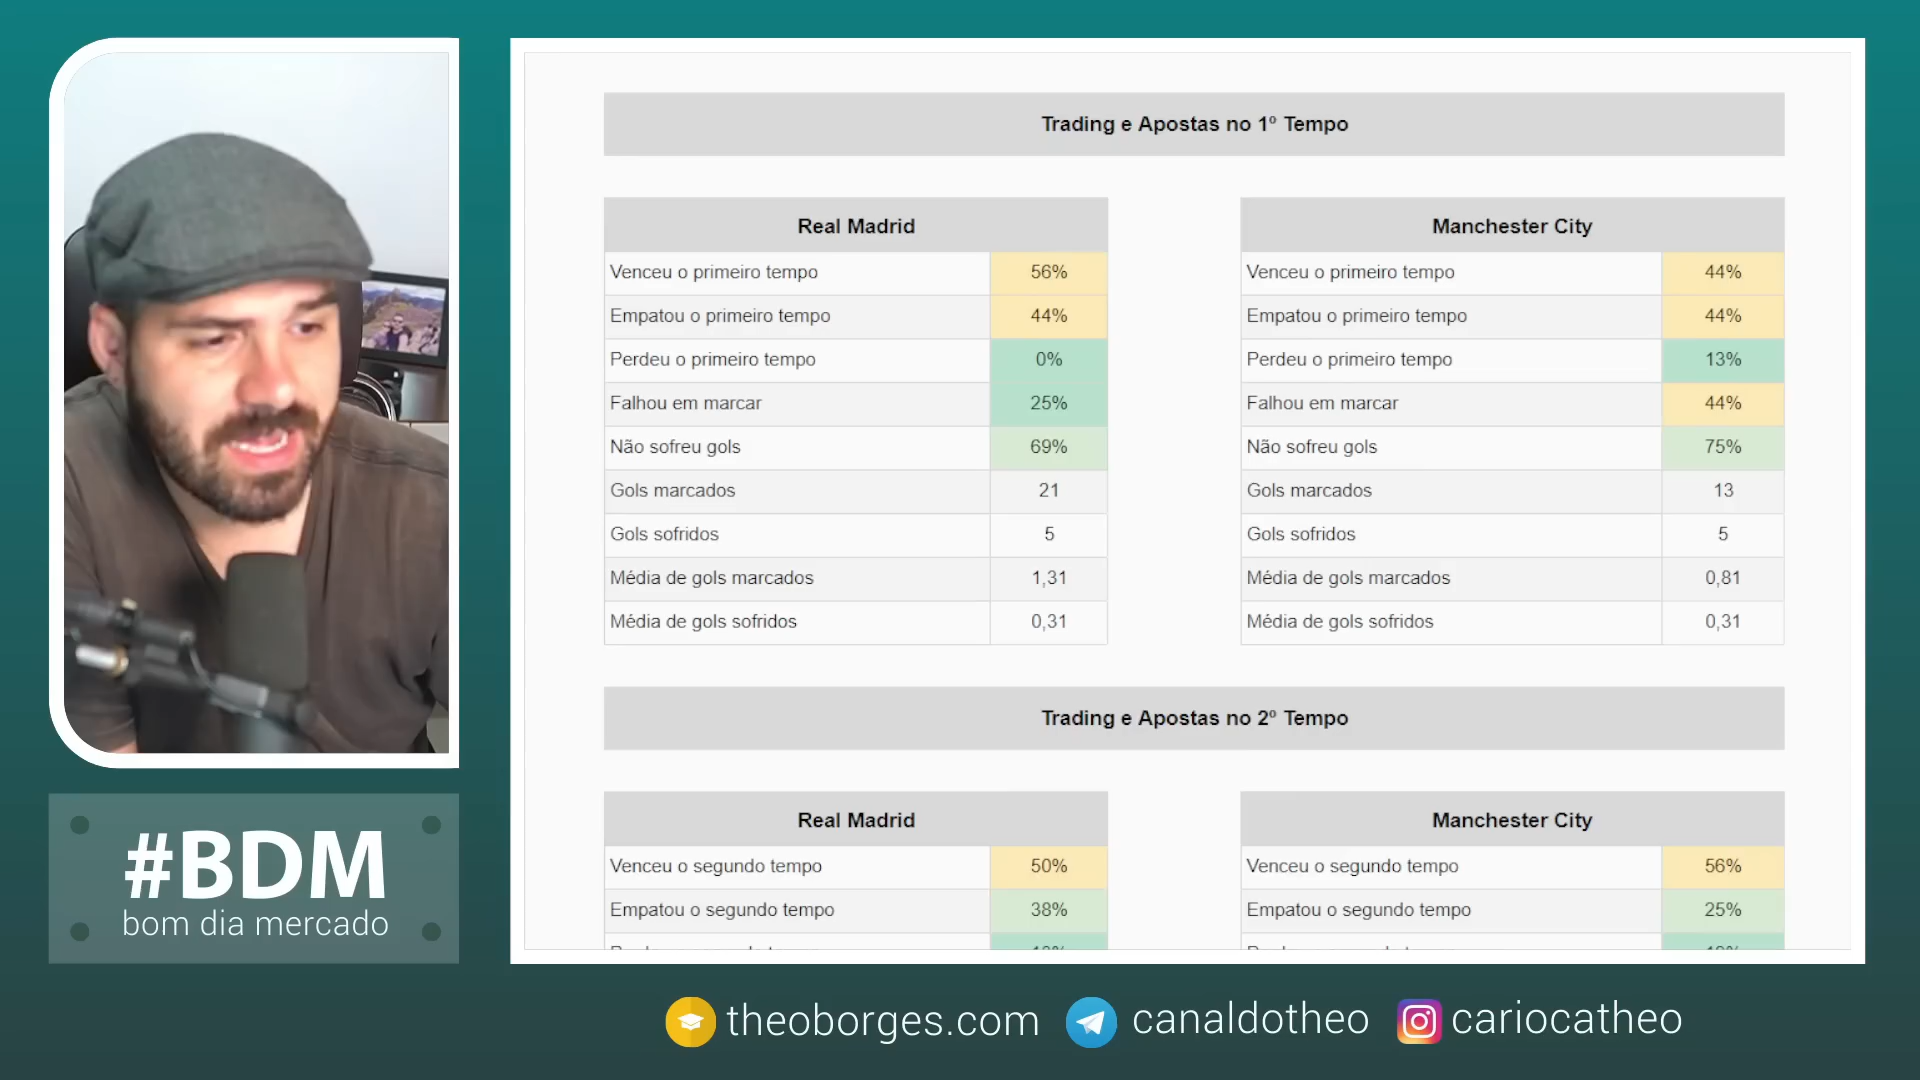 Trading e Apostas no 1º Tempo
Real Madrid
Venceu o primeiro tempo 56%
Empatou o primeiro tempo 44%
Perdeu o primeiro tempo 0%
Falhou em marcar 25%
Não sofreu gols 69%
Gols marcados 21
Gols sofridos 5
Média de gols marcados 1,31
Média de gols sofridos 0,31
Manchester City
Venceu o primeiro tempo 44%
Empatou o primeiro tempo 44%
Perdeu o primeiro tempo 13%
Falhou em marcar 44%
Não sofreu gols 75%
Gols marcados 13
Gols sofridos 5
Média de gols marcados 0,81
Média de gols sofridos 0,31
Trading e Apostas no 2º Tempo
Real Madrid
Venceu o segundo tempo 50%
Empatou o segundo tempo 38%
Manchester City
Venceu o segundo tempo 56%
Empatou o segundo tempo 25%
#BDM
bom dia mercado
theoborges.com
canaldotheo
cariocatheo